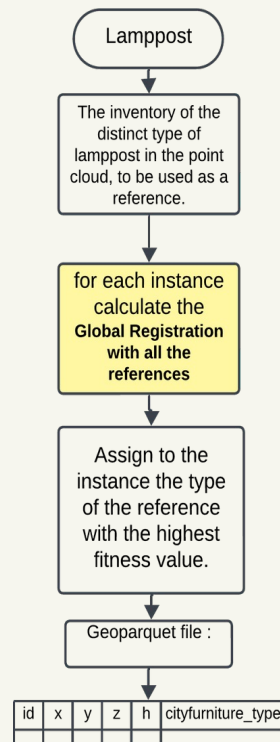 Lamppost
The inventory of the
distinct type of
lamppost in the point
cloud, to be used as a
reference.
for each instance
calculate the
Global Registration
with all the
references
Assign to the
instance the type
of the reference
with the highest
fitness value.
Geoparquet file :
id x y z h cityfurniture_type